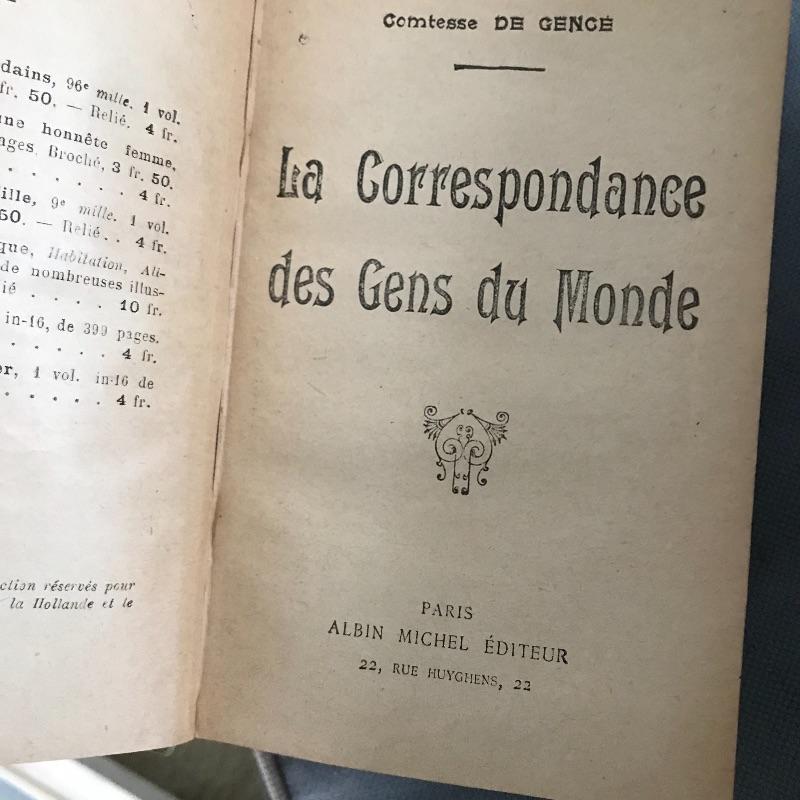 dains, 96e mille. 1 vol.
fr. 50. — Relié. 4 fr.
une honnête femme,
ages. Broché, 3 fr. 50.
. . . . . . 4 fr.
ille, 9e mille. 1 vol.
50. — Relié. . 4 fr.
que, Habitation, Ali-
de nombreuses illus-
ié . . . . 10 fr.
in-16, de 399 pages.
. . . . . 4 fr.
er, 1 vol. in-16 de
. . . . . 4 fr.
ction réservés pour
la Hollande et le
Comtesse DE GENCÉ
La Correspondance
des Gens du Monde
PARIS
ALBIN MICHEL ÉDITEUR
22, RUE HUYGHENS, 22